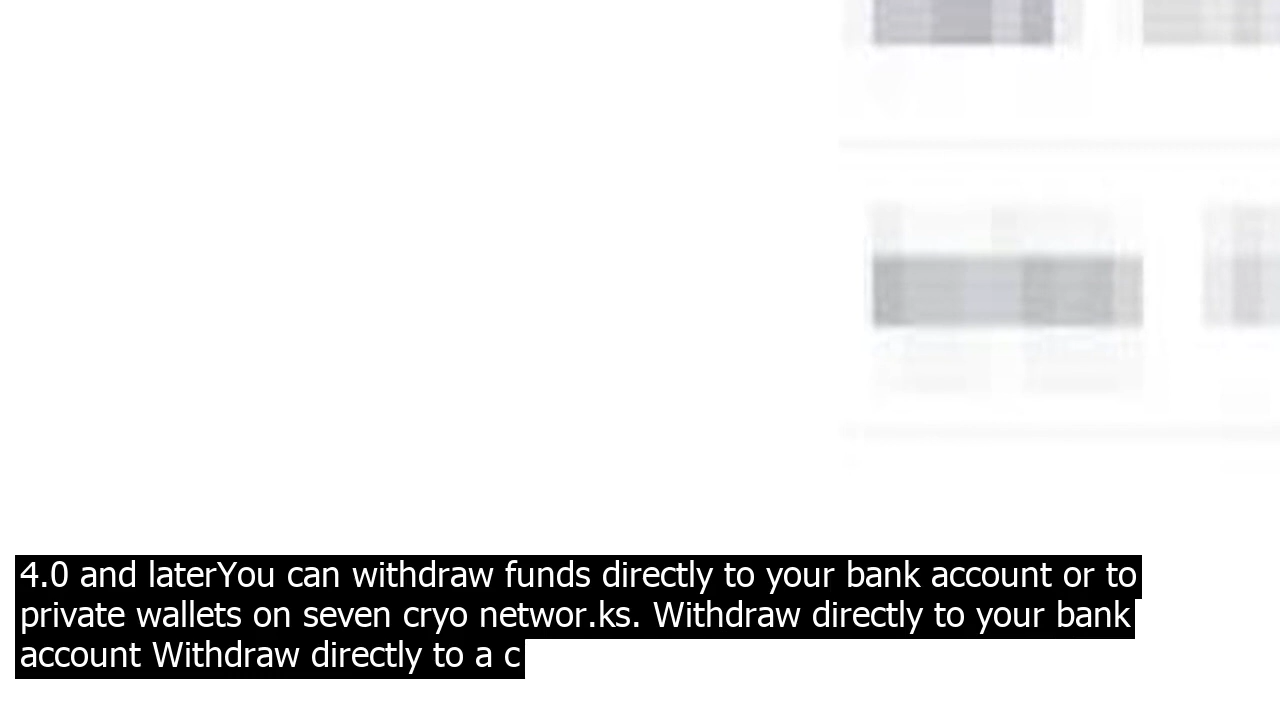 4.0 and laterYou can withdraw funds directly to your bank account or to
private wallets on seven cryo networ.ks. Withdraw directly to your bank
account Withdraw directly to a c